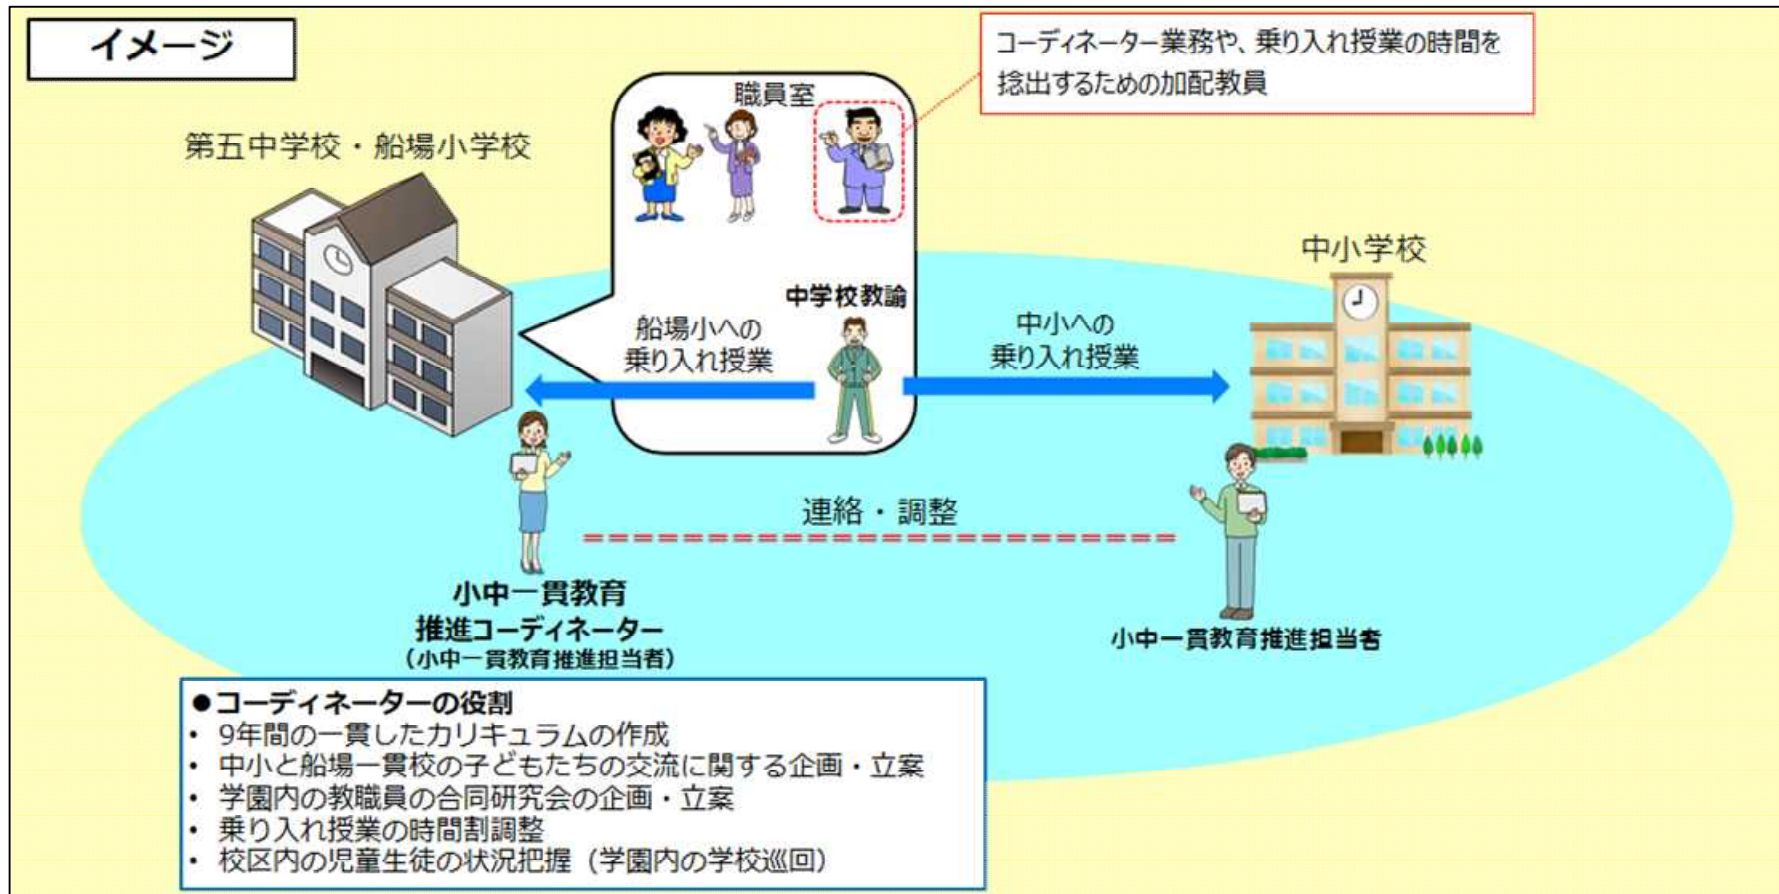 イメージ
コーディネーター業務や、乗り入れ授業の時間を
捻出するための加配教員
職員室
第五中学校・船場小学校
中小学校
中学校教諭
船場小への
乗り入れ授業
中小への
乗り入れ授業
連絡・調整
小中一貫教育
推進コーディネーター
（小中一貫教育推進担当者）
小中一貫教育推進担当者
●コーディネーターの役割
• 9年間の一貫したカリキュラムの作成
• 中小と船場一貫校の子どもたちの交流に関する企画・立案
• 学園内の教職員の合同研究会の企画・立案
• 乗り入れ授業の時間割調整
• 校区内の児童生徒の状況把握（学園内の学校巡回）